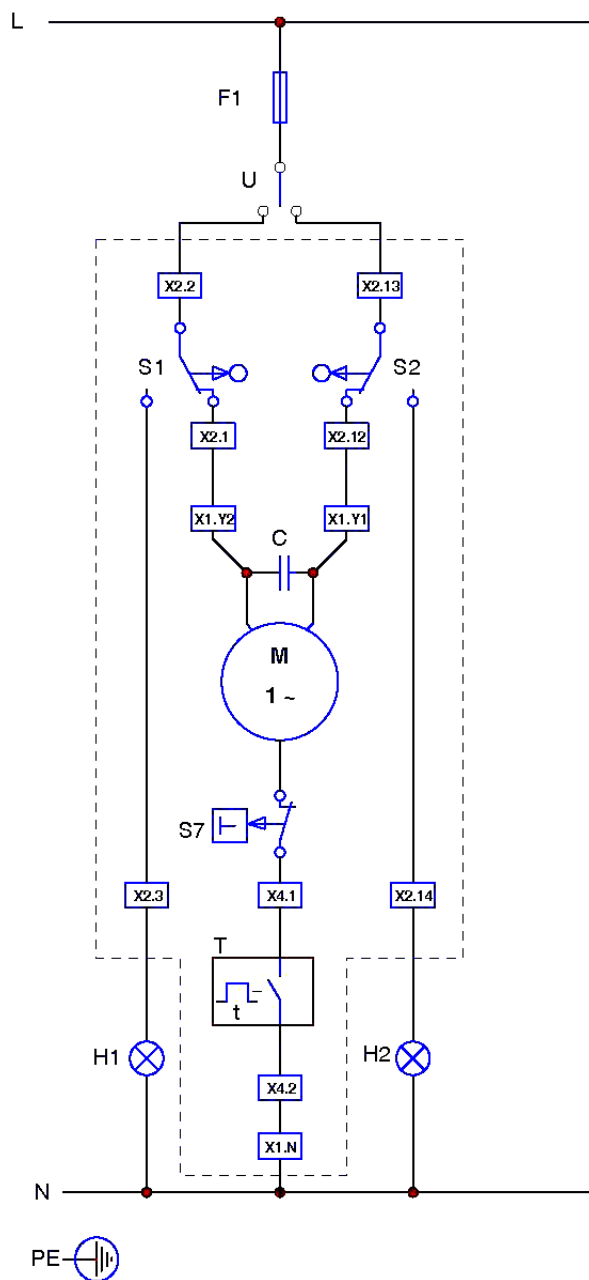 L
F1
U
X2.2 X2.13
S1 S2
X2.1 X2.12
X1.Y2 X1.Y1
C
M
1 ~
S7
X2.3 X4.1 X2.14
T
t
H1 H2
X4.2
X1.N
N
PE